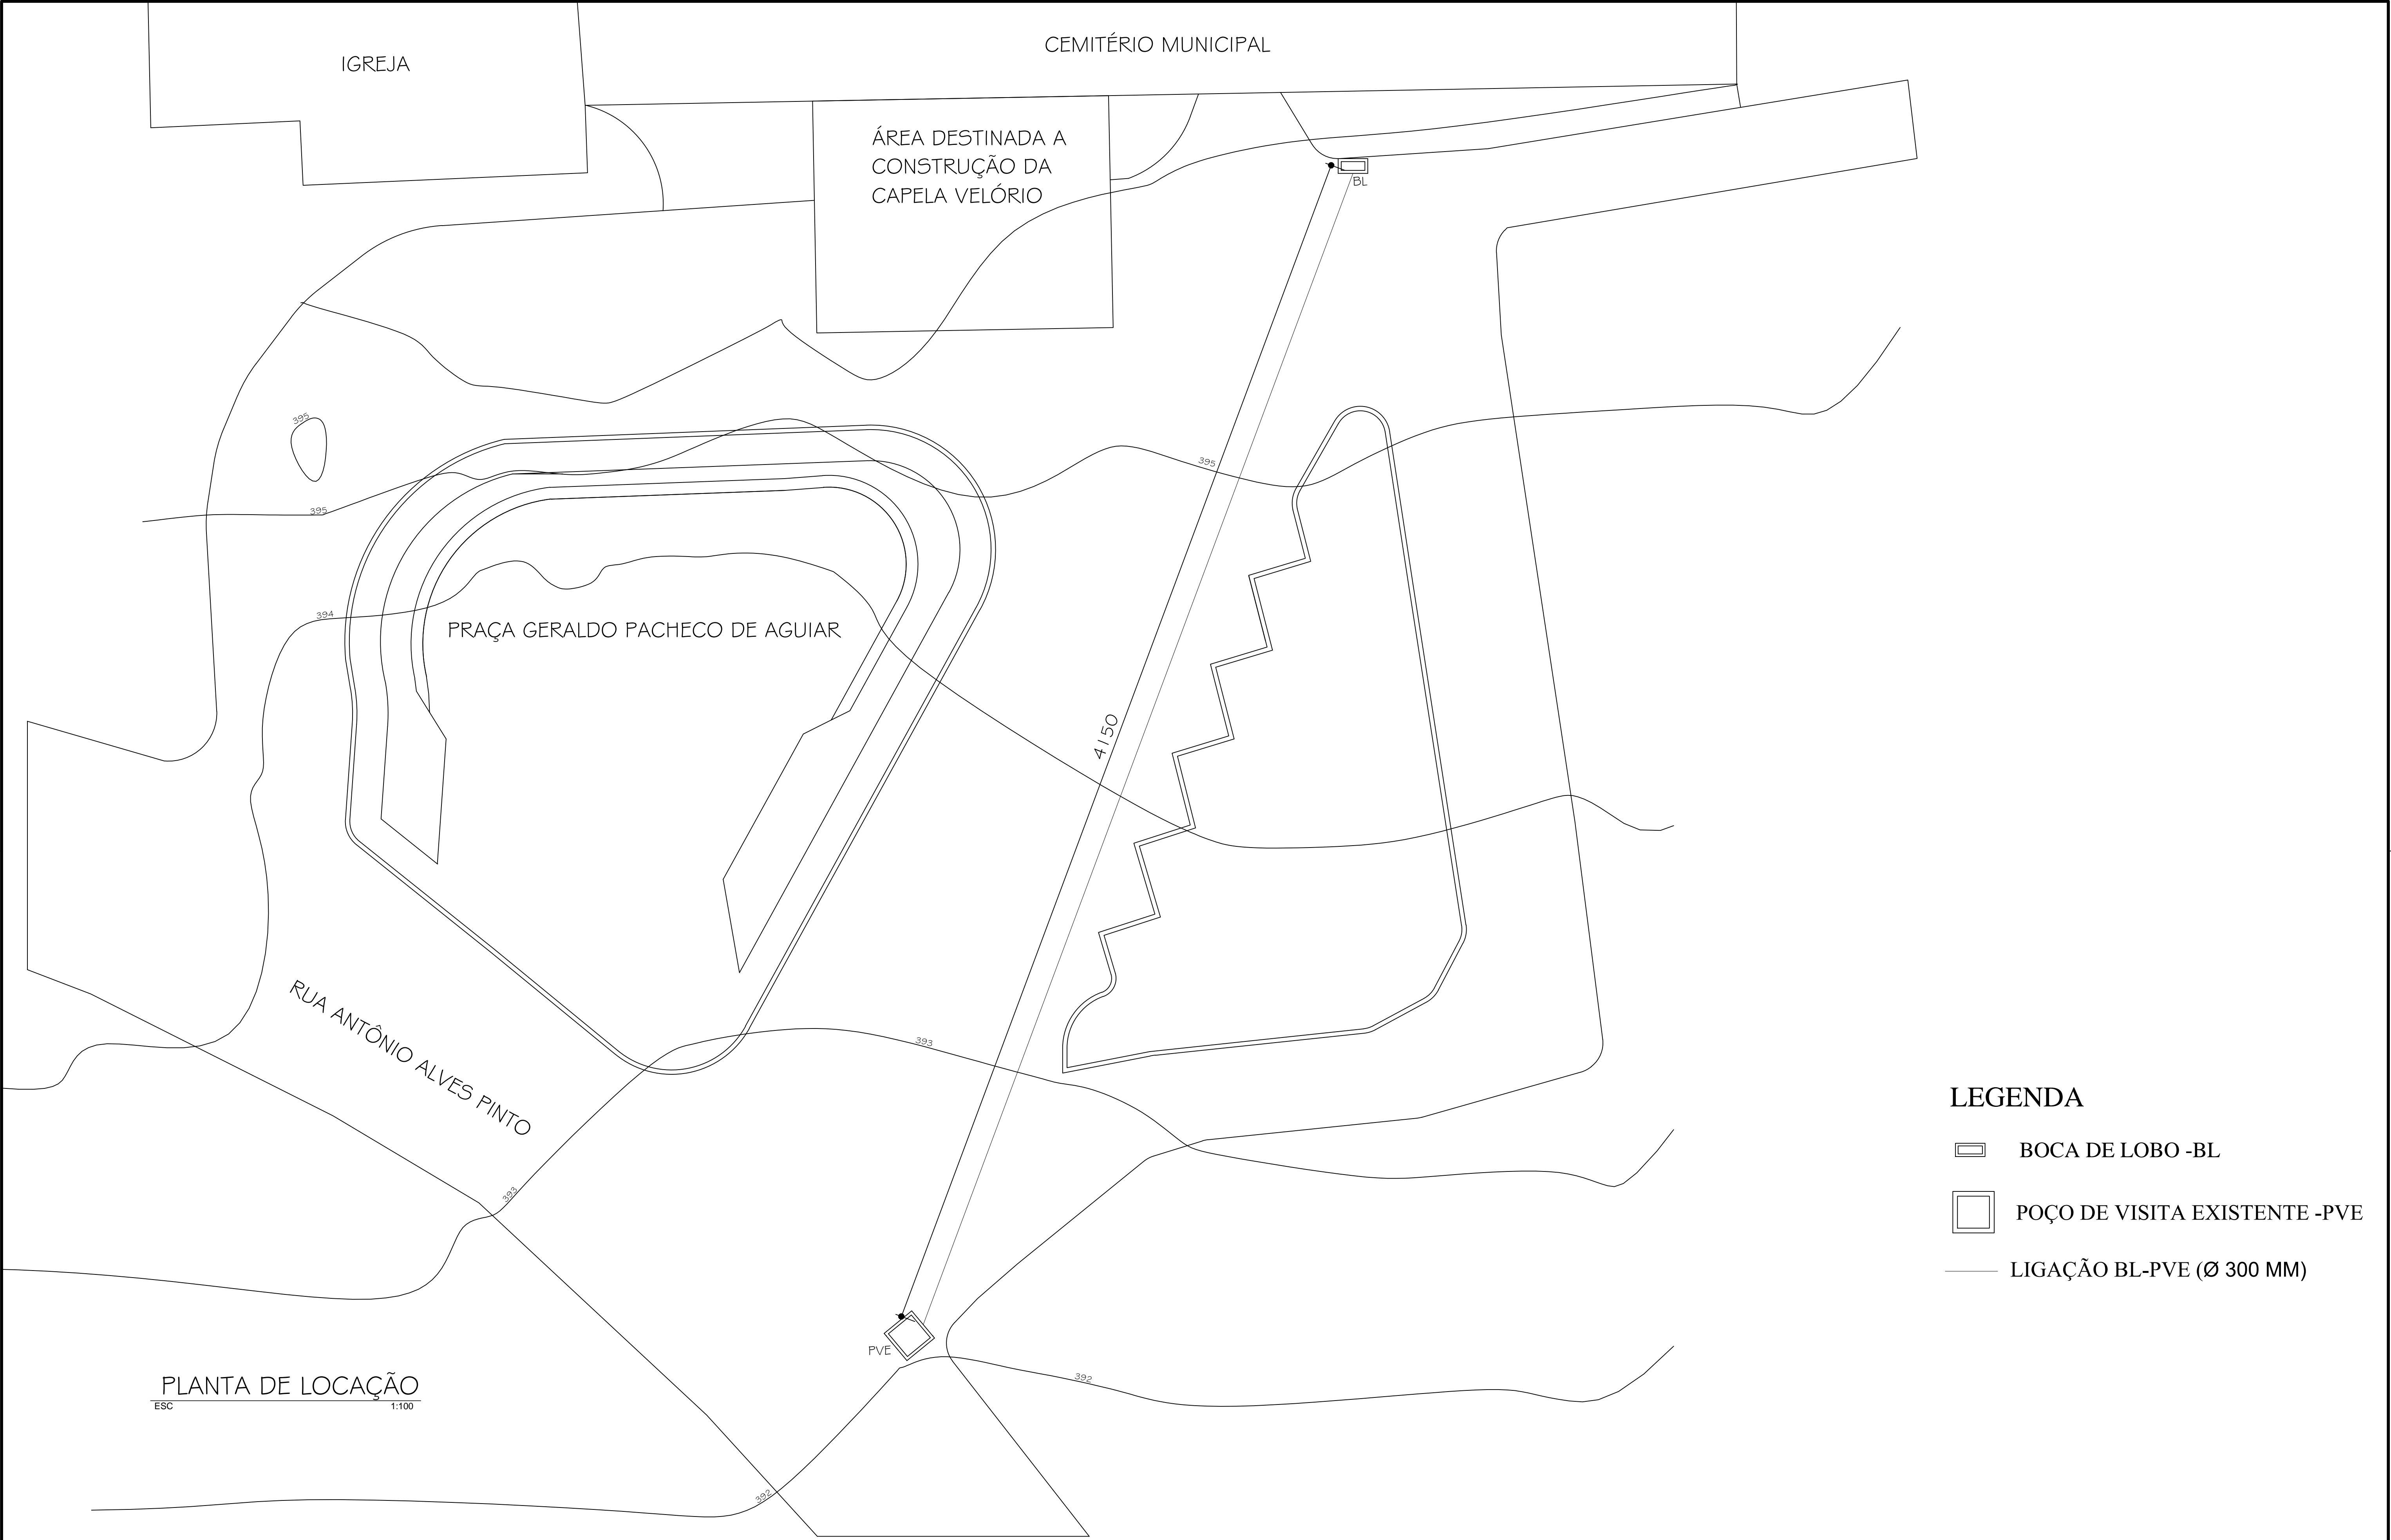 CEMITÉRIO MUNICIPAL
IGREJA
ÁREA DESTINADA A
CONSTRUÇÃO DA
CAPELA VELÓRIO
BL
395
395
395
394
PRAÇA GERALDO PACHECO DE AGUIAR
4150
RUA ANTÔNIO ALVES PINTO
393
393
PVE
392
392
PLANTA DE LOCAÇÃO
ESC 1:100
LEGENDA
BOCA DE LOBO -BL
POÇO DE VISITA EXISTENTE -PVE
LIGAÇÃO BL-PVE (Ø 300 MM)